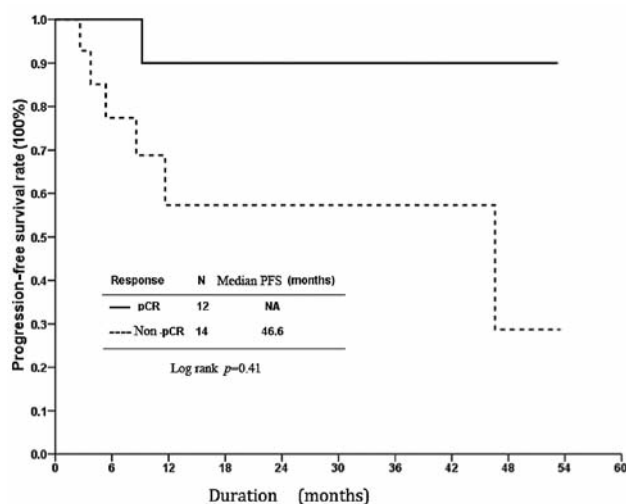 Progression-free survival rate (100%)
1.0
0.9
0.8
0.7
0.6
0.5
0.4
0.3
0.2
0.1
0.0
Response N Median PFS (months)
pCR 12 NA
Non-pCR 14 46.6
Log rank p=0.41
0 6 12 18 24 30 36 42 48 54 60
Duration (months)